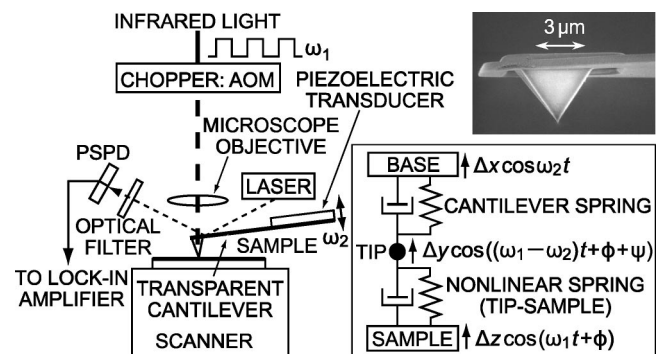 INFRARED LIGHT
ω₁
CHOPPER: AOM
PIEZOELECTRIC
TRANSDUCER
MICROSCOPE
OBJECTIVE
PSPD
LASER
OPTICAL
FILTER
SAMPLE
ω₂
TO LOCK-IN
AMPLIFIER
TRANSPARENT
CANTILEVER
SCANNER
3 μm
BASE
Δx cosω₂t
CANTILEVER SPRING
TIP
Δy cos((ω₁−ω₂)t+ϕ+ψ)
NONLINEAR SPRING
(TIP-SAMPLE)
SAMPLE
Δz cos(ω₁t+ϕ)